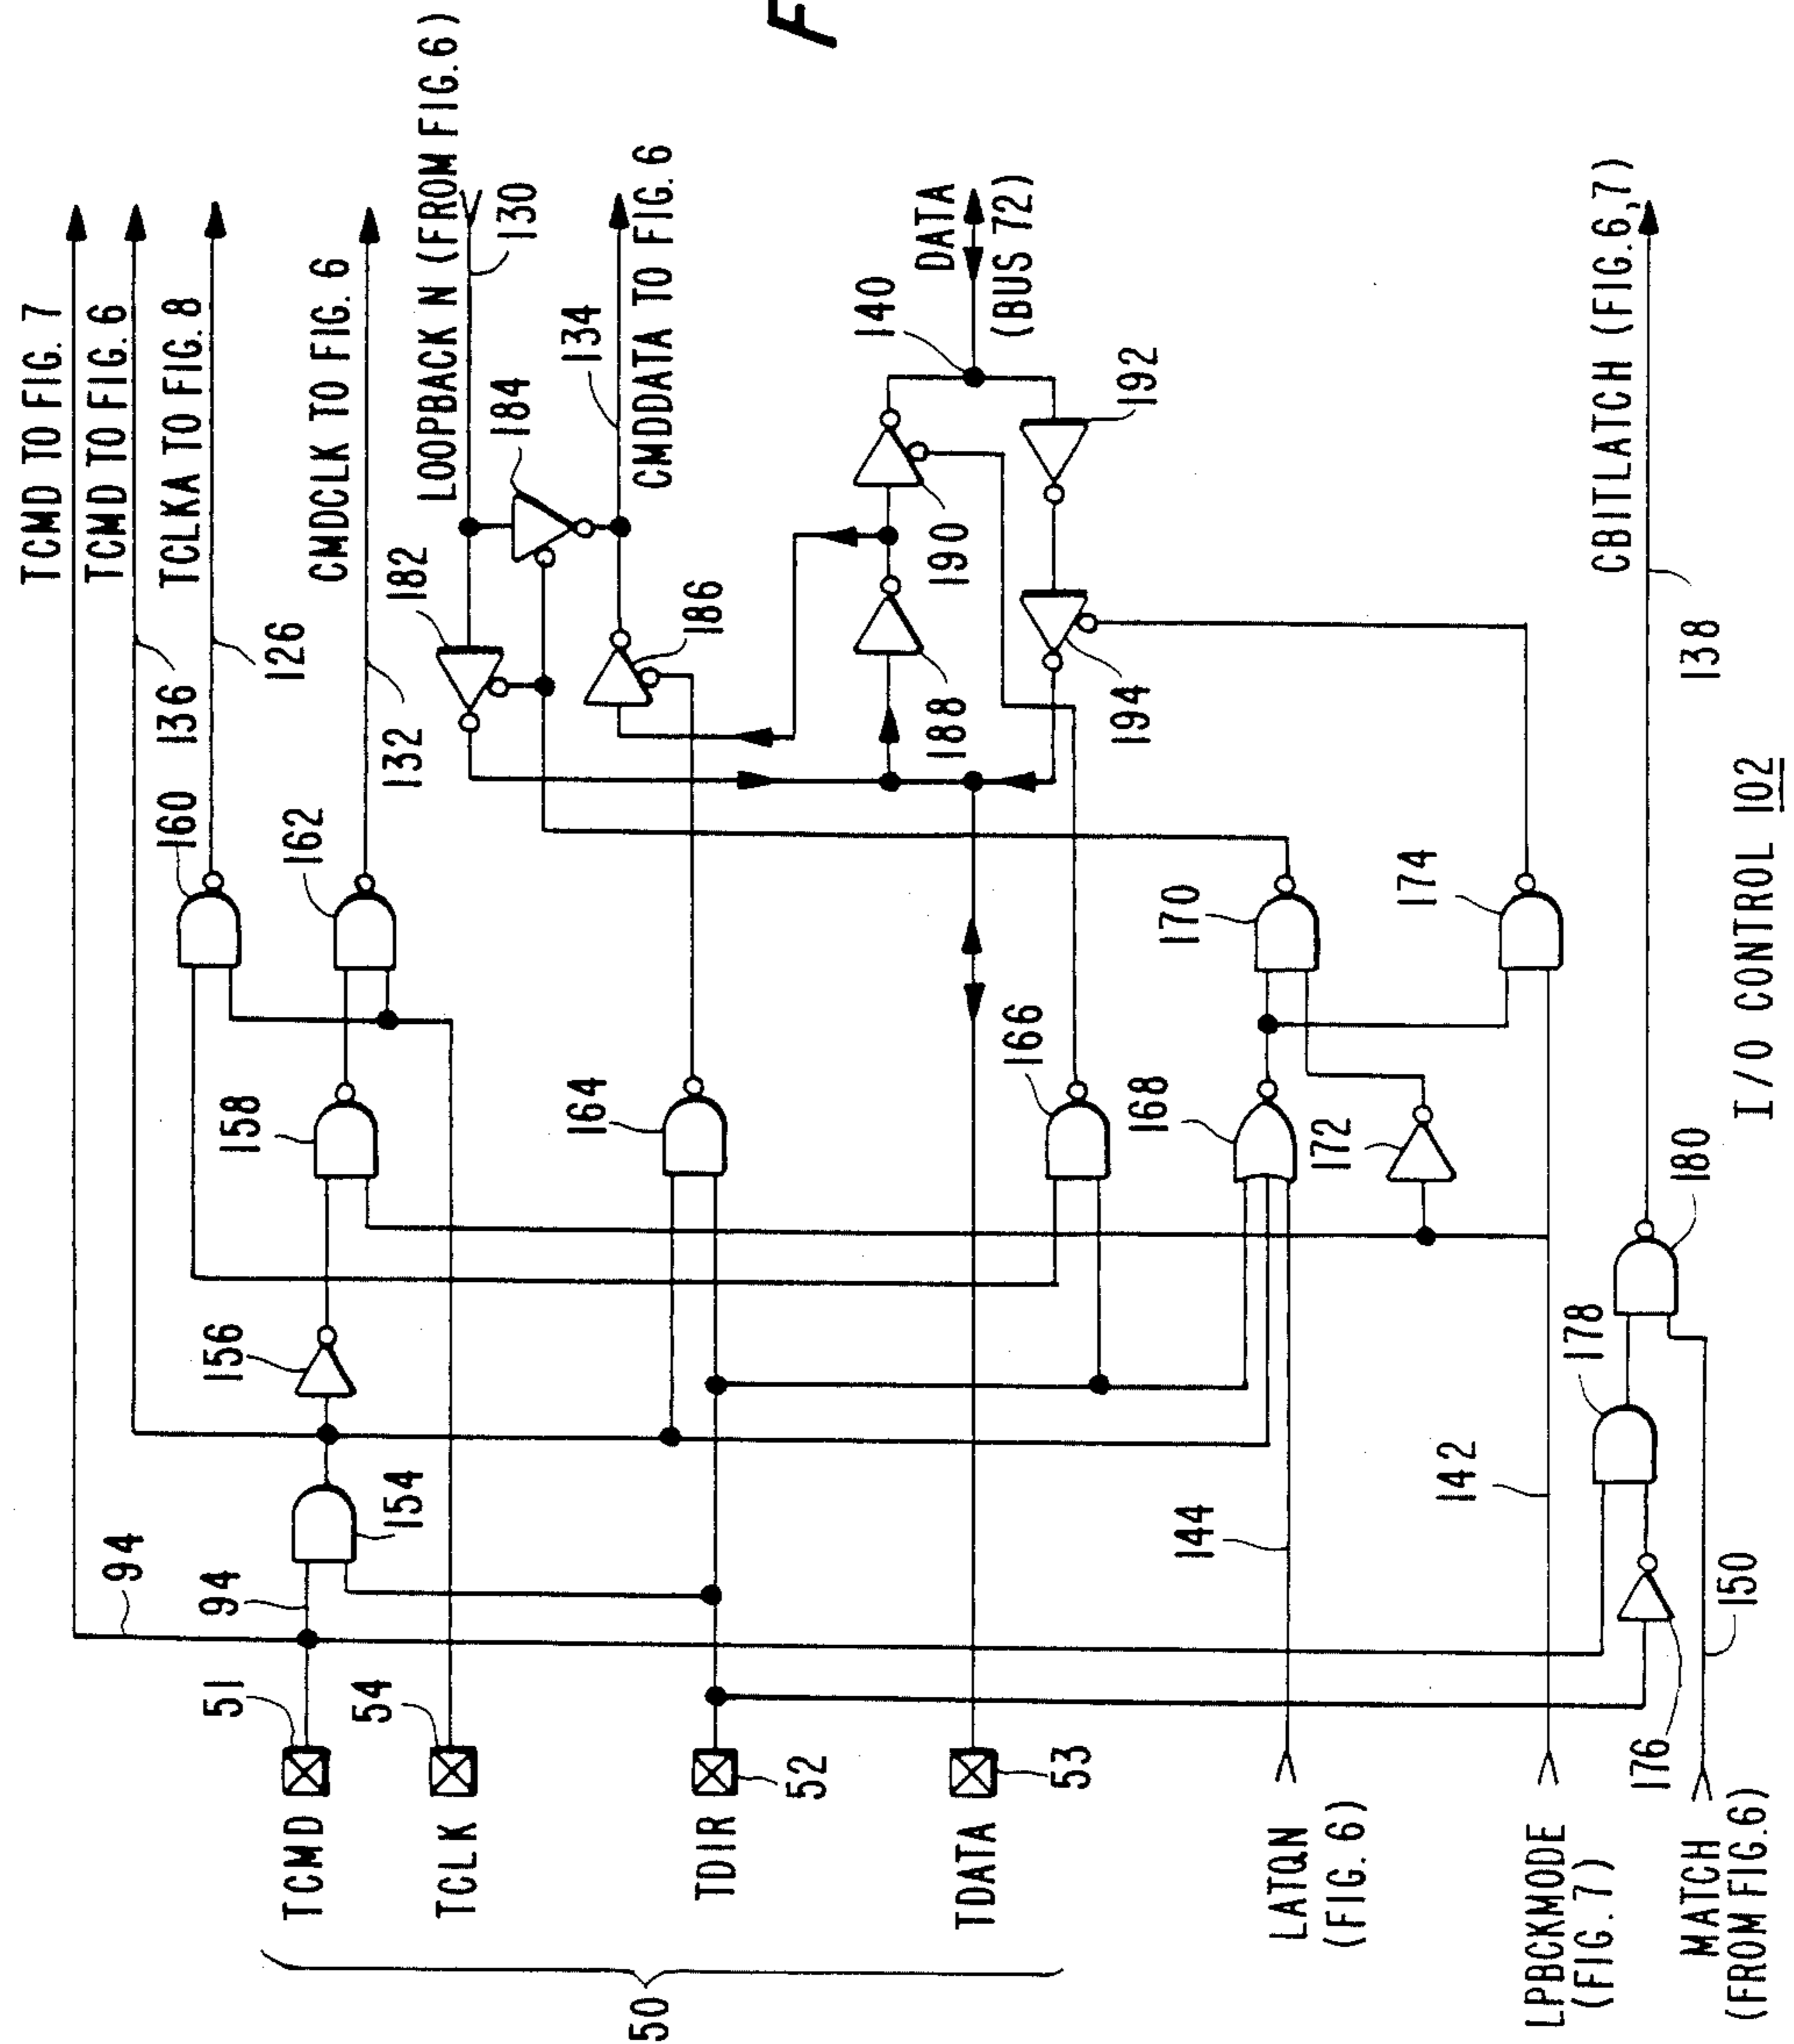 TCMD TO FIG. 7
TCMD TO FIG. 6
TCLKA TO FIG. 8
CMDCLK TO FIG. 6
LOOPBACK N (FROM FIG.6)
CMDDATA TO FIG. 6
DATA
(BUS 72)
CBITLATCH (FIG.6,7)
F
94
94
136
126
160
162
132
182
184
130
134
186
188
190
140
192
194
51
54
154
156
158
164
166
168
170
172
174
52
53
144
142
176
178
180
150
138
TCMD
TCLK
TDIR
TDATA
50
LATQN
(FIG. 6)
LPBCKMODE
(FIG. 7)
MATCH
(FROM FIG.6)
I/O CONTROL 102